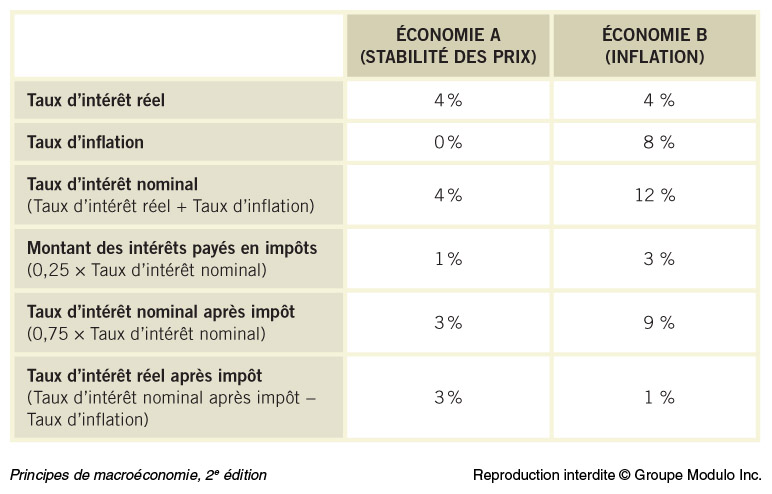 ÉCONOMIE A
(STABILITÉ DES PRIX)
ÉCONOMIE B
(INFLATION)
Taux d’intérêt réel
4 %
4 %
Taux d’inflation
0 %
8 %
Taux d’intérêt nominal
(Taux d’intérêt réel + Taux d’inflation)
4 %
12 %
Montant des intérêts payés en impôts
(0,25 × Taux d’intérêt nominal)
1 %
3 %
Taux d’intérêt nominal après impôt
(0,75 × Taux d’intérêt nominal)
3 %
9 %
Taux d’intérêt réel après impôt
(Taux d’intérêt nominal après impôt –
Taux d’inflation)
3 %
1 %
Principes de macroéconomie, 2e édition
Reproduction interdite © Groupe Modulo Inc.